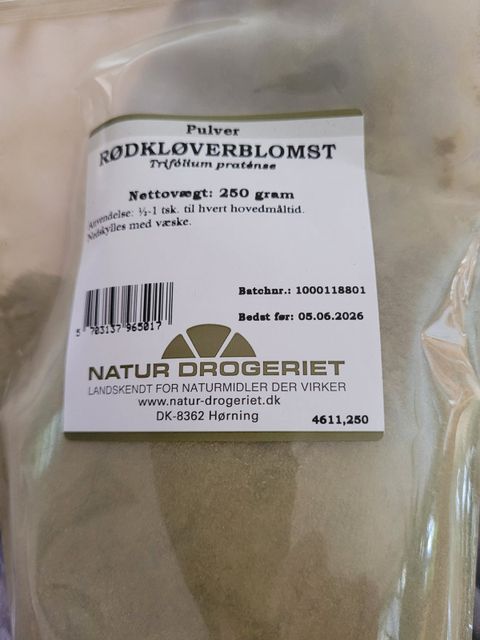 Pulver
RØDKLØVERBLOMST
Trifólium praténse
Nettovægt: 250 gram
Anvendelse: ½-1 tsk. til hvert hovedmåltid.
Nedskylles med væske.
Batchnr.: 1000118801
5 703137 965017
Bedst før: 05.06.2026
NATUR DROGERIET
LANDSKENDT FOR NATURMIDLER DER VIRKER
www.natur-drogeriet.dk
DK-8362 Hørning
4611,250